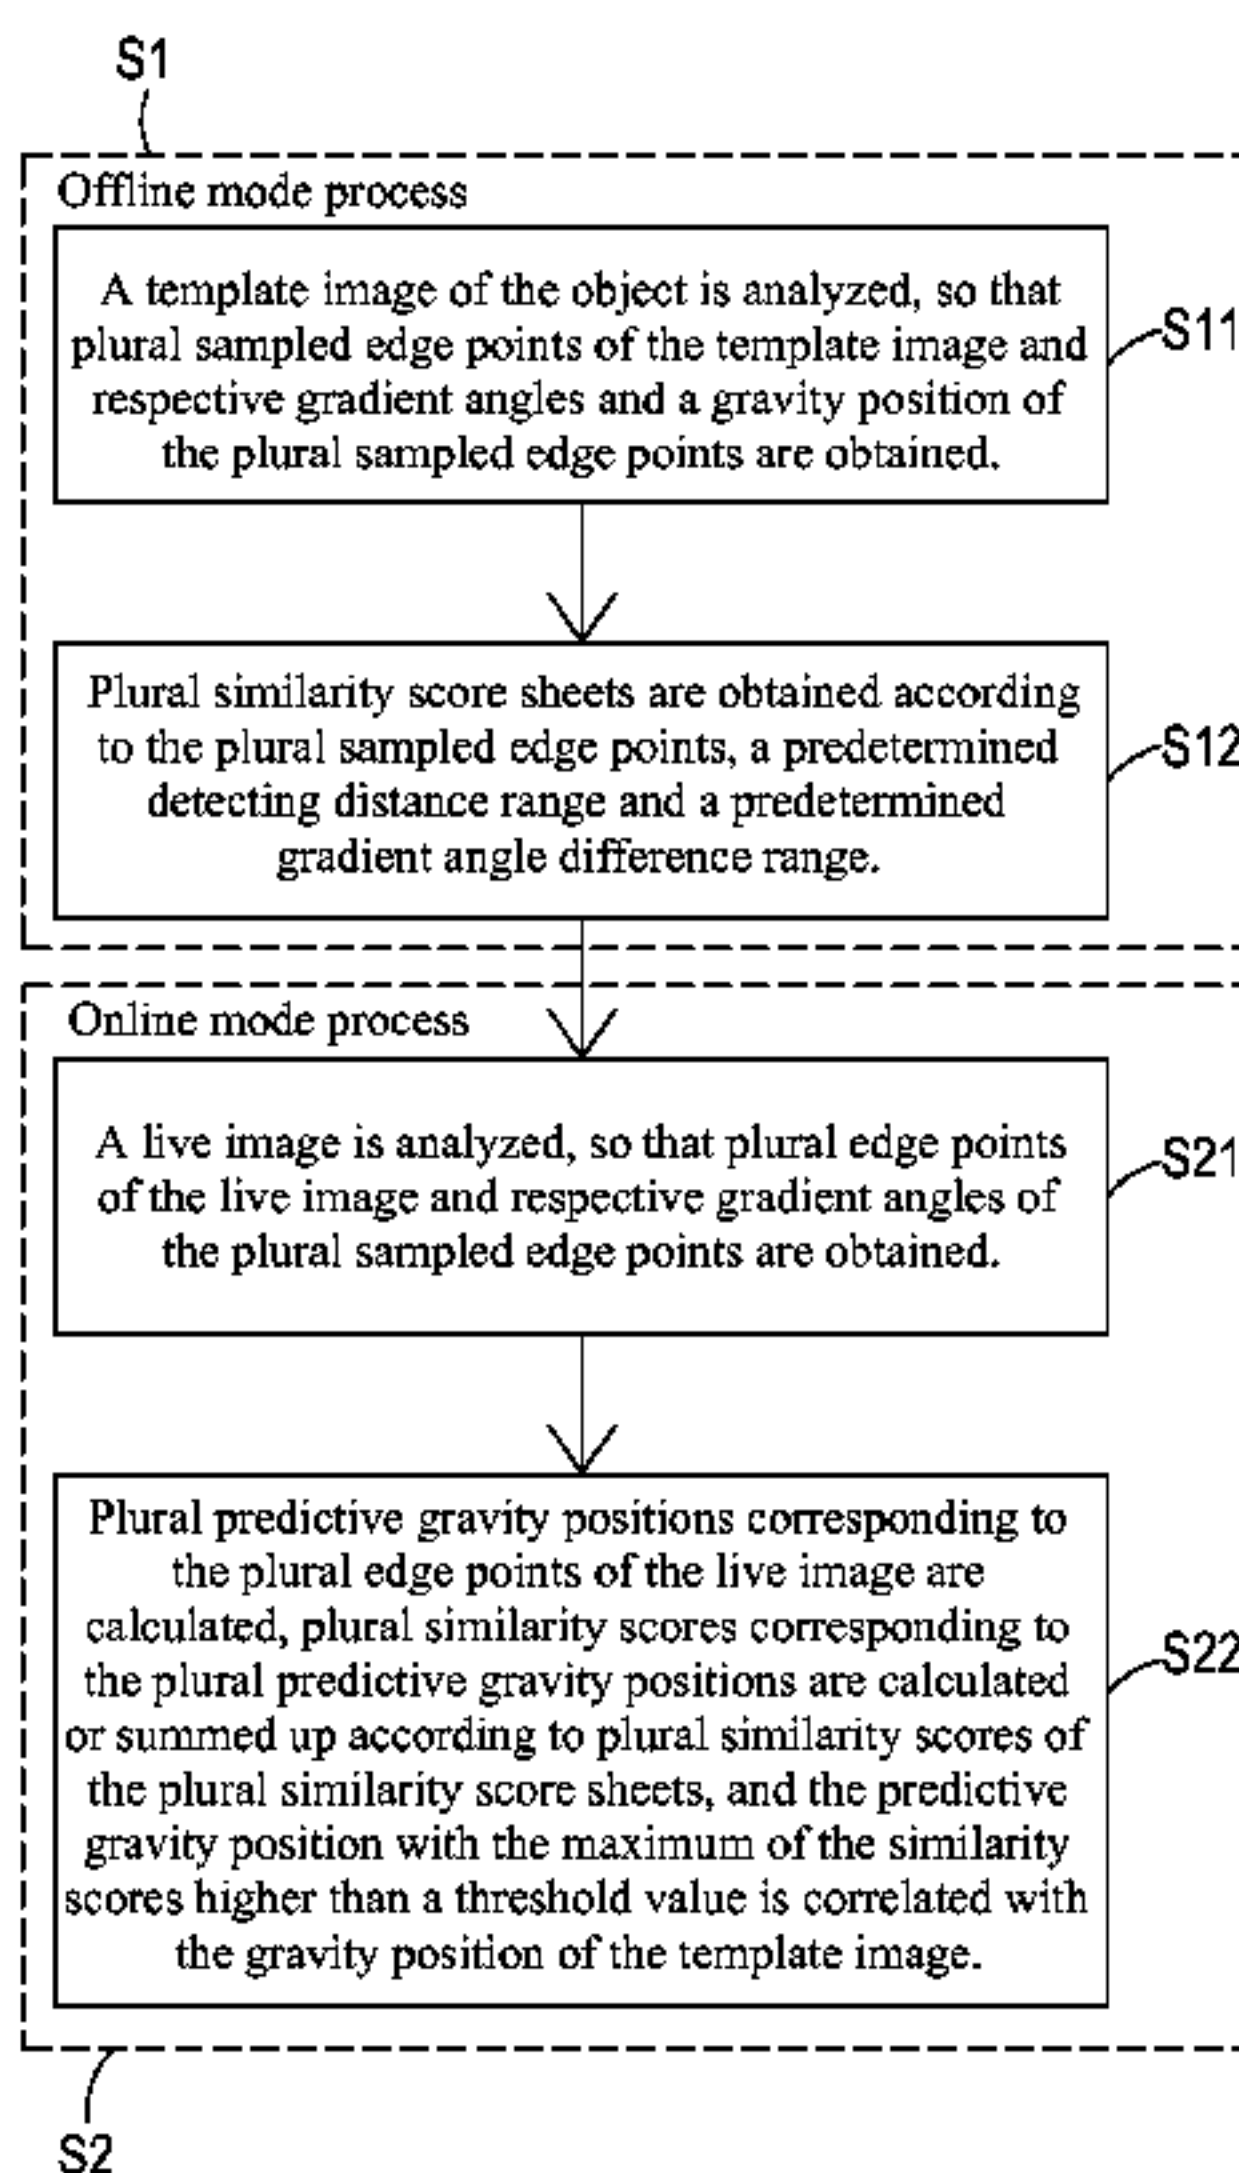 S1
Offline mode process
A template image of the object is analyzed, so that
plural sampled edge points of the template image and
respective gradient angles and a gravity position of
the plural sampled edge points are obtained.
S11
Plural similarity score sheets are obtained according
to the plural sampled edge points, a predetermined
detecting distance range and a predetermined
gradient angle difference range.
S12
Online mode process
A live image is analyzed, so that plural edge points
of the live image and respective gradient angles of
the plural sampled edge points are obtained.
S21
Plural predictive gravity positions corresponding to
the plural edge points of the live image are
calculated, plural similarity scores corresponding to
the plural predictive gravity positions are calculated
or summed up according to plural similarity scores of
the plural similarity score sheets, and the predictive
gravity position with the maximum of the similarity
scores higher than a threshold value is correlated with
the gravity position of the template image.
S22
S2